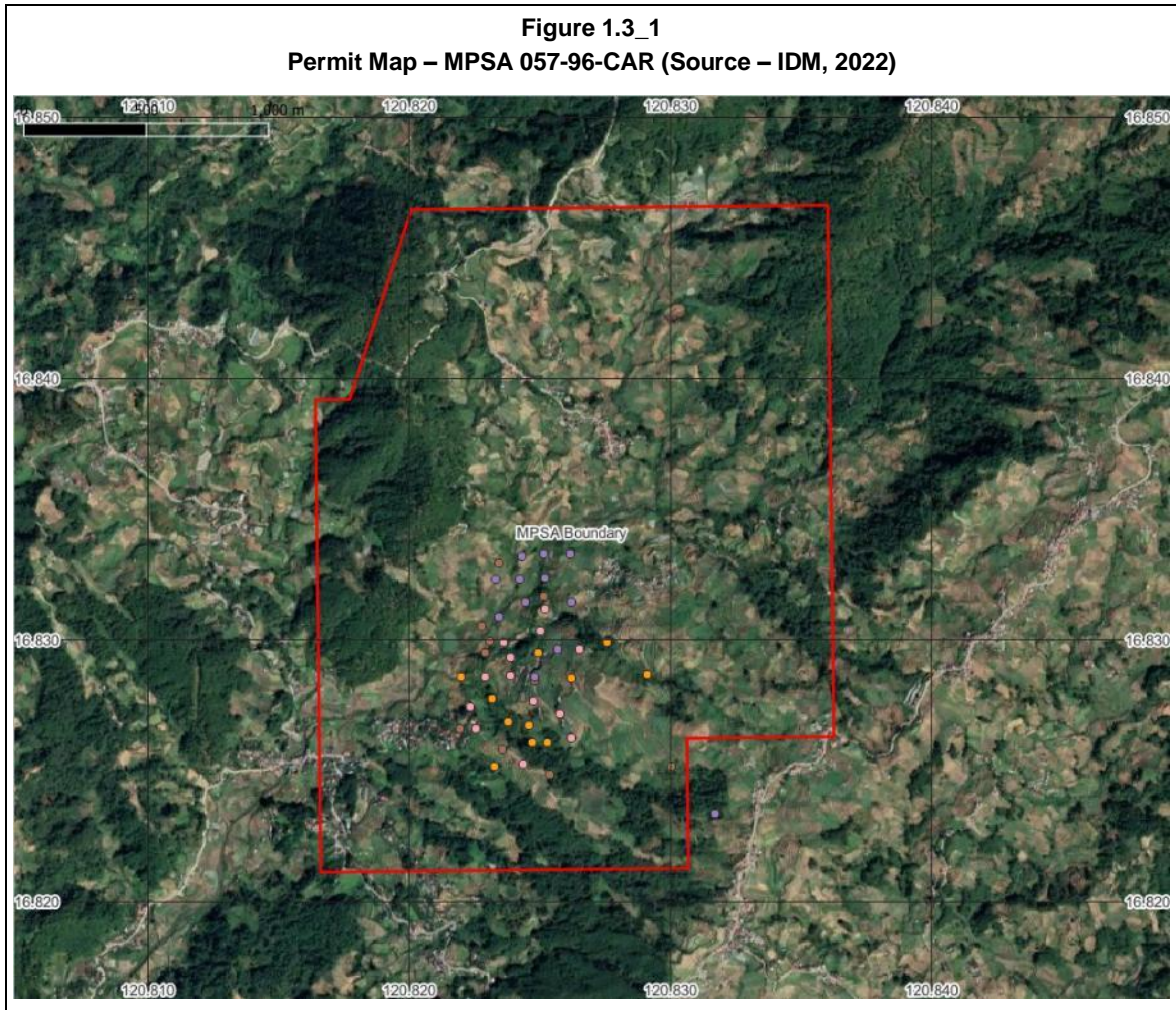 Figure 1.3_1
Permit Map – MPSA 057-96-CAR (Source – IDM, 2022)
120.810 120.820 120.830 120.840
500 1,000 m
16.850 16.850
16.840 16.840
MPSA Boundary
16.830 16.830
16.820 16.820
120.810 120.820 120.830 120.840